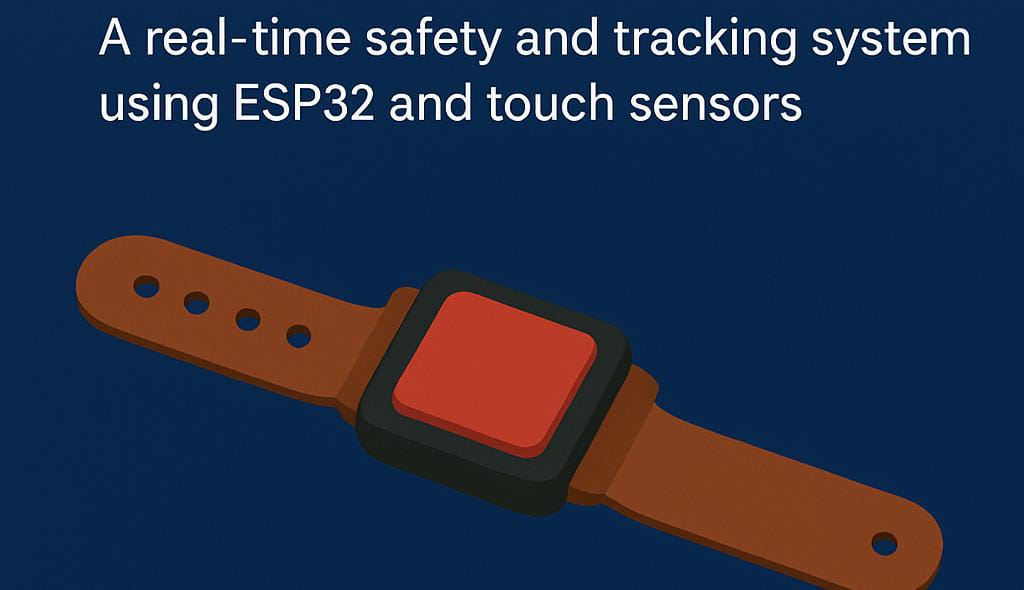 A real-time safety and tracking system
using ESP32 and touch sensors